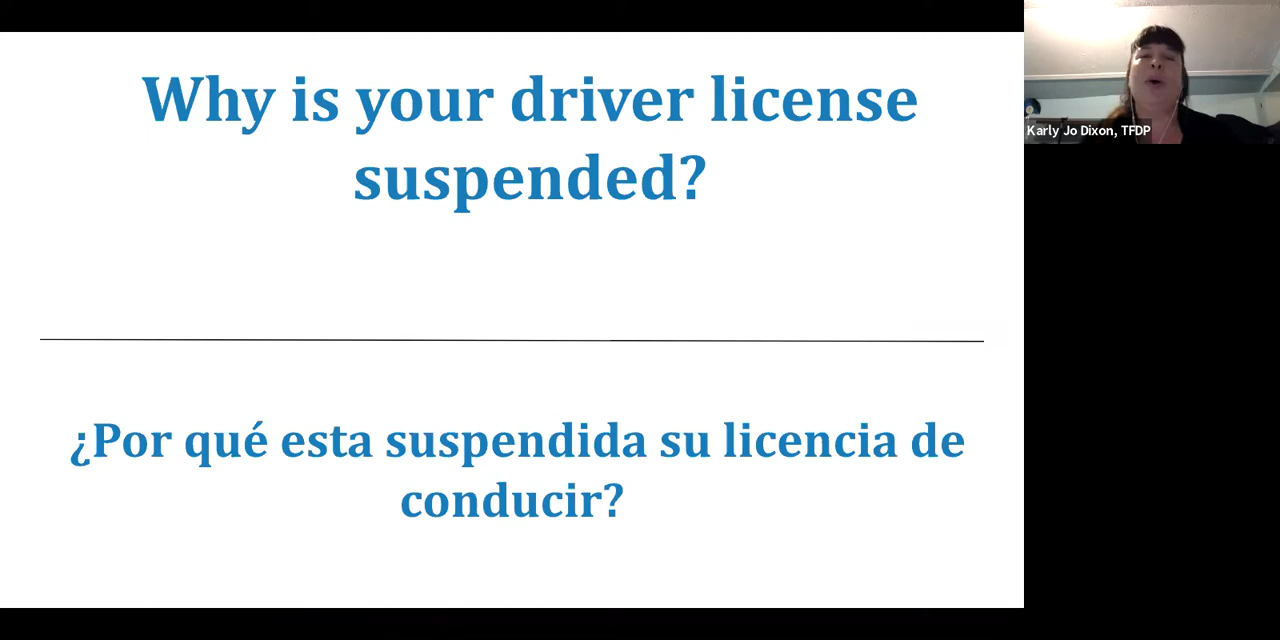 Why is your driver license
suspended?
¿Por qué esta suspendida su licencia de
conducir?
Karly Jo Dixon, TFDP